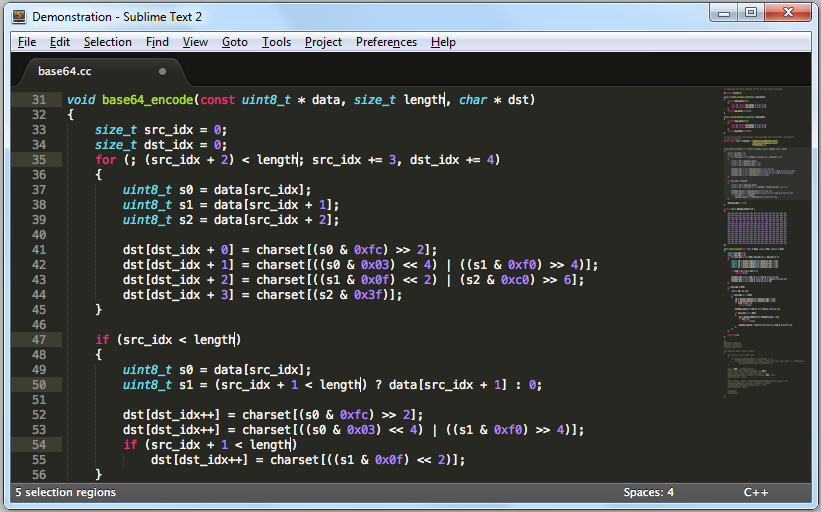 Demonstration - Sublime Text 2
File Edit Selection Find View Goto Tools Project Preferences Help
base64.cc
31 void base64_encode(const uint8_t * data, size_t length, char * dst)
32 {
33     size_t src_idx = 0;
34     size_t dst_idx = 0;
35     for (; (src_idx + 2) < length; src_idx += 3, dst_idx += 4)
36     {
37         uint8_t s0 = data[src_idx];
38         uint8_t s1 = data[src_idx + 1];
39         uint8_t s2 = data[src_idx + 2];
40
41         dst[dst_idx + 0] = charset[(s0 & 0xfc) >> 2];
42         dst[dst_idx + 1] = charset[((s0 & 0x03) << 4) | ((s1 & 0xf0) >> 4)];
43         dst[dst_idx + 2] = charset[((s1 & 0x0f) << 2) | (s2 & 0xc0) >> 6];
44         dst[dst_idx + 3] = charset[(s2 & 0x3f)];
45     }
46
47     if (src_idx < length)
48     {
49         uint8_t s0 = data[src_idx];
50         uint8_t s1 = (src_idx + 1 < length) ? data[src_idx + 1] : 0;
51
52         dst[dst_idx++] = charset[(s0 & 0xfc) >> 2];
53         dst[dst_idx++] = charset[((s0 & 0x03) << 4) | ((s1 & 0xf0) >> 4)];
54         if (src_idx + 1 < length)
55             dst[dst_idx++] = charset[((s1 & 0x0f) << 2)];
56     }
5 selection regions Spaces: 4 C++